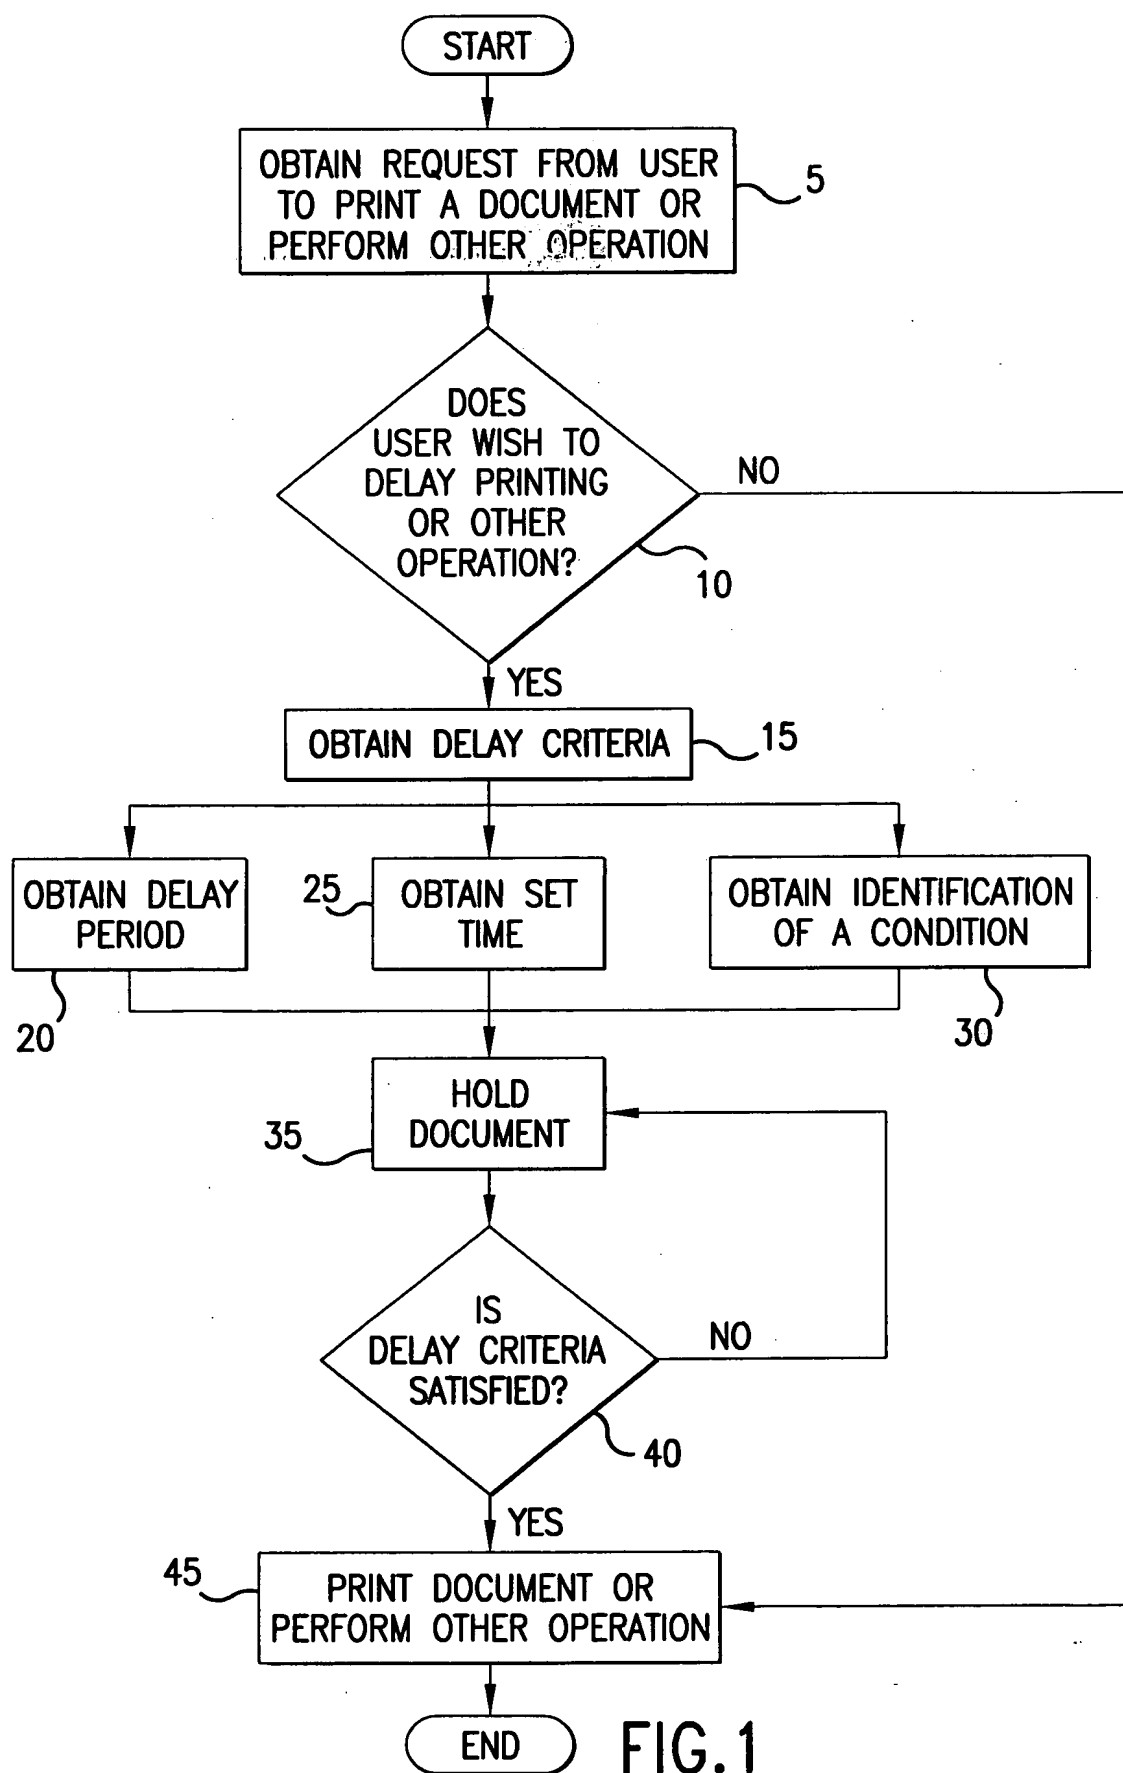 START
OBTAIN REQUEST FROM USER
TO PRINT A DOCUMENT OR
PERFORM OTHER OPERATION
5
DOES
USER WISH TO
DELAY PRINTING
OR OTHER
OPERATION?
NO
10
YES
OBTAIN DELAY CRITERIA
15
OBTAIN DELAY
PERIOD
20
25
OBTAIN SET
TIME
OBTAIN IDENTIFICATION
OF A CONDITION
30
HOLD
DOCUMENT
35
IS
DELAY CRITERIA
SATISFIED?
NO
40
YES
45
PRINT DOCUMENT OR
PERFORM OTHER OPERATION
END
FIG.1